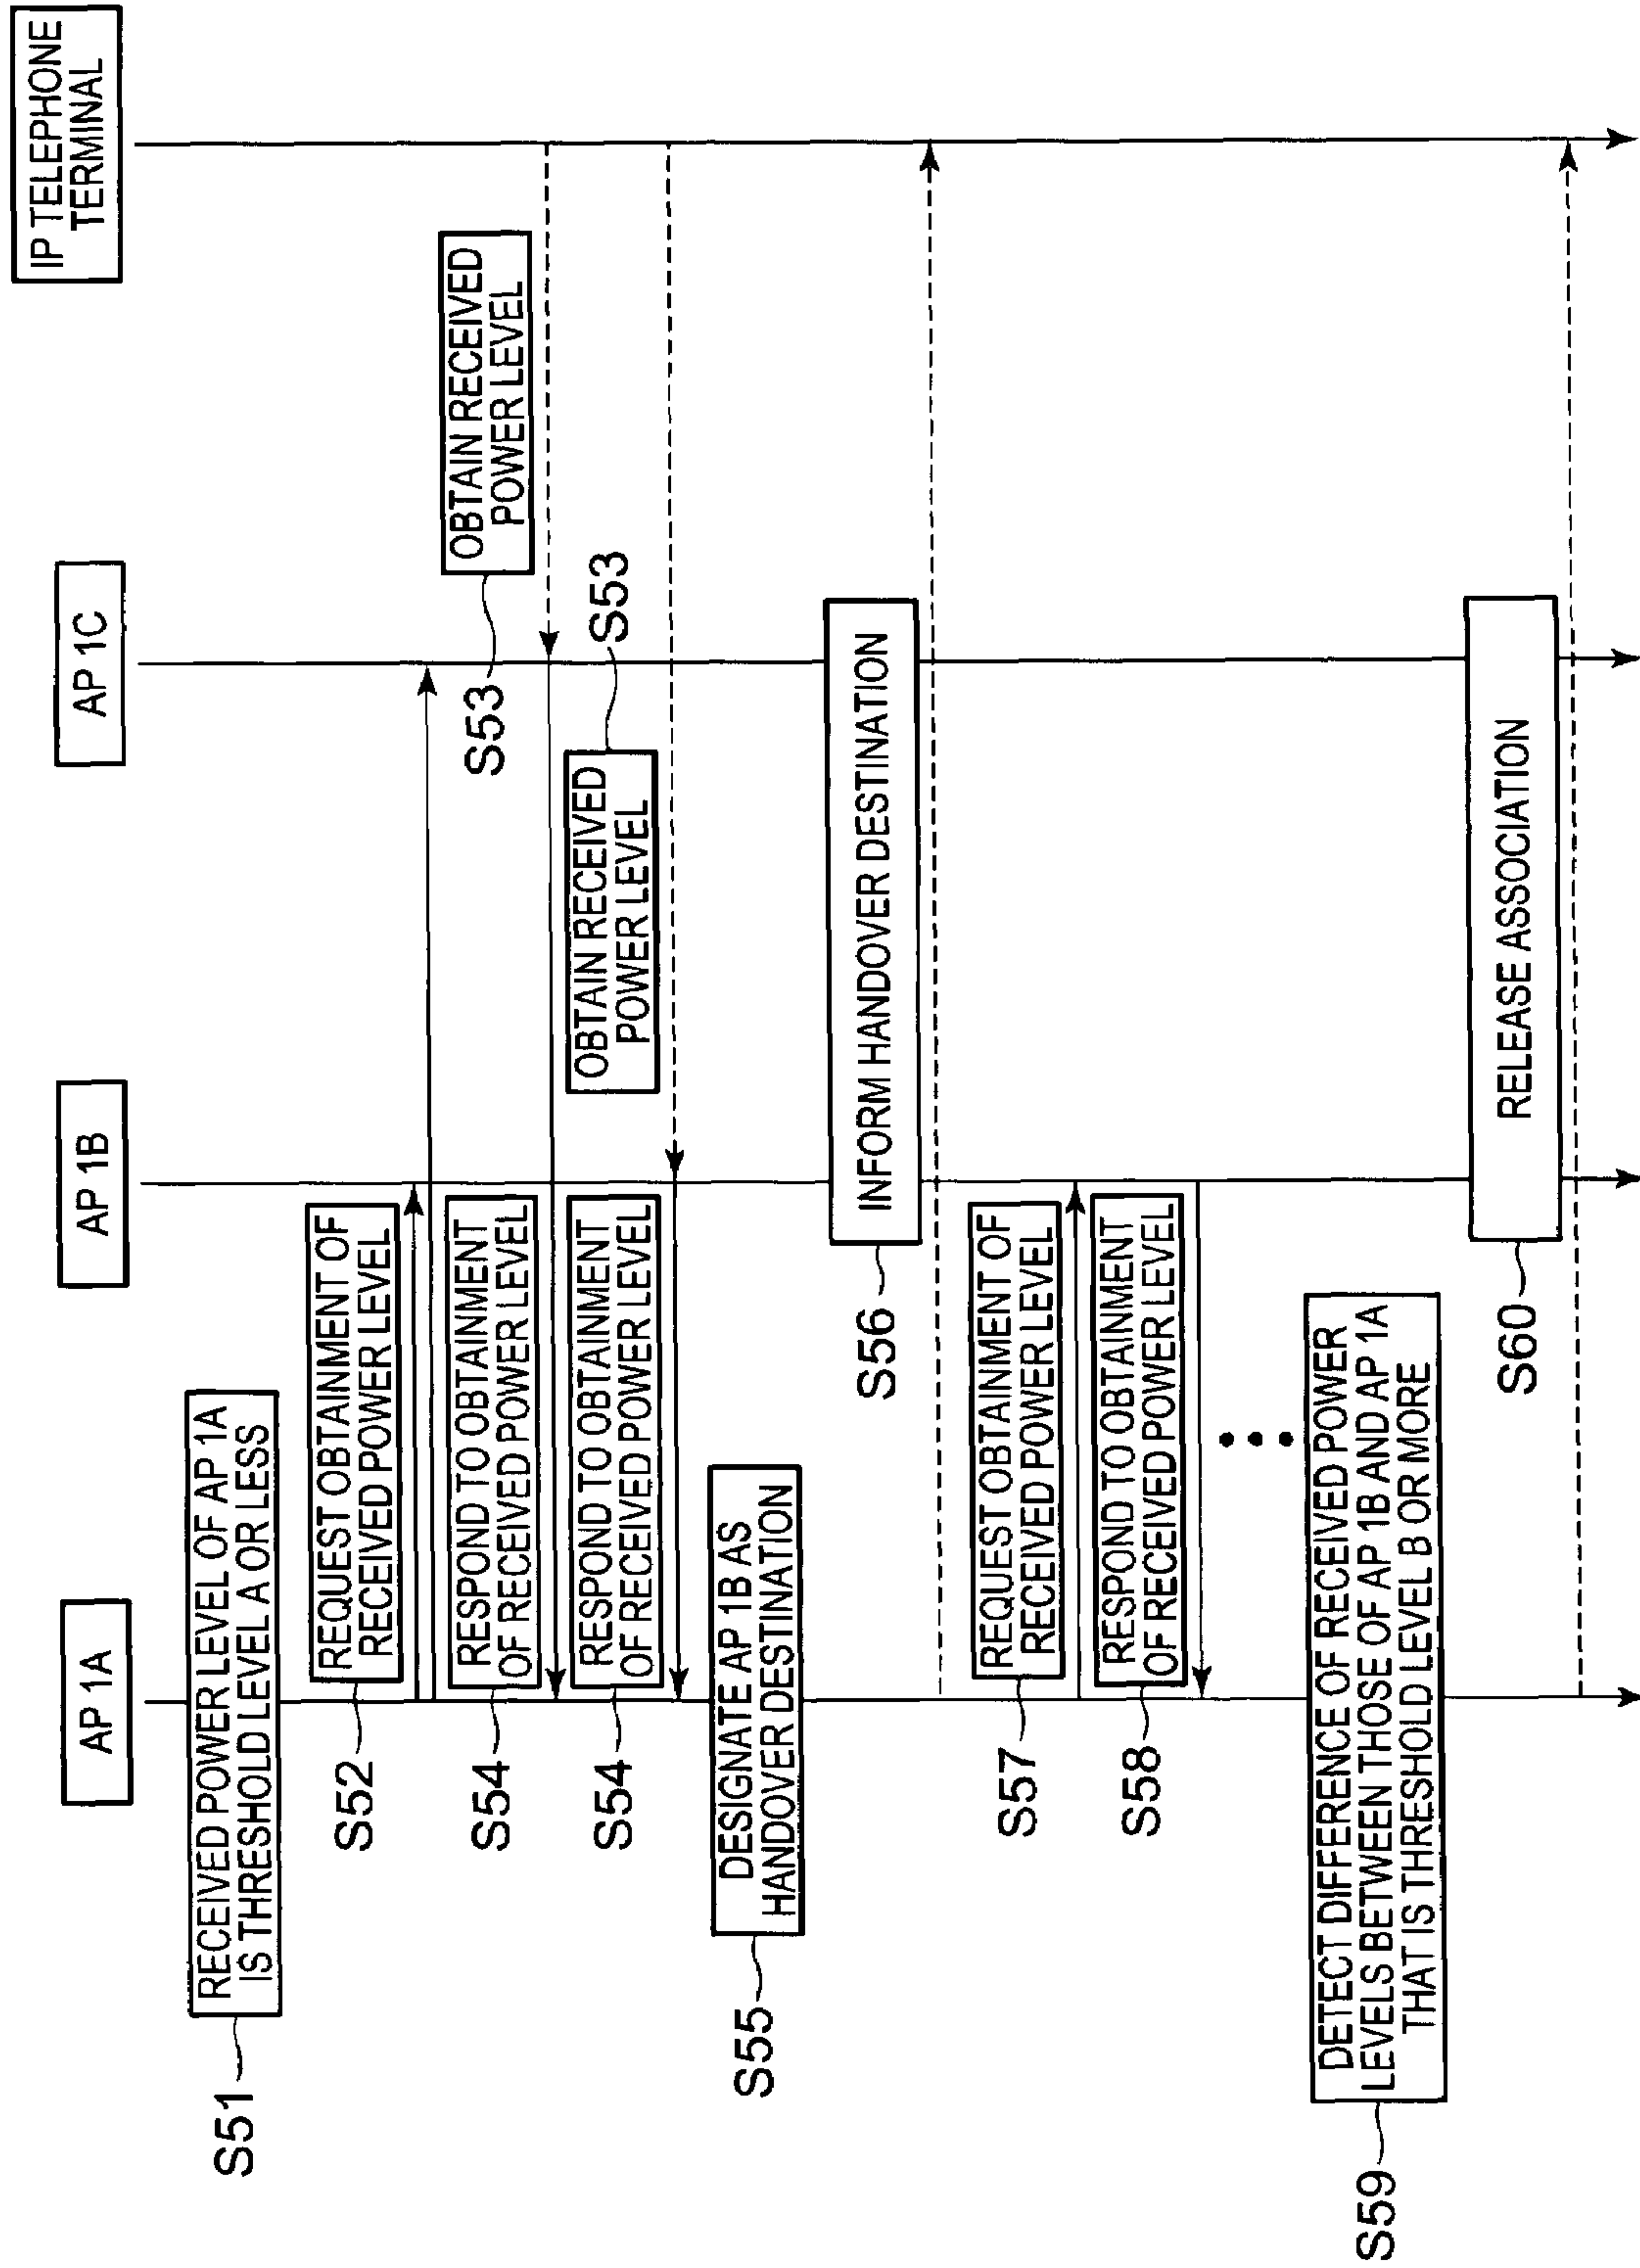 AP 1A
AP 1B
AP 1C
IP TELEPHONE
TERMINAL
S51
RECEIVED POWER LEVEL OF AP 1A
IS THRESHOLD LEVEL A OR LESS
S52
REQUEST OBTAINMENT OF
RECEIVED POWER LEVEL
S53
OBTAIN RECEIVED
POWER LEVEL
S54
RESPOND TO OBTAINMENT
OF RECEIVED POWER LEVEL
S53
OBTAIN RECEIVED
POWER LEVEL
S54
RESPOND TO OBTAINMENT
OF RECEIVED POWER LEVEL
S55
DESIGNATE AP 1B AS
HANDOVER DESTINATION
S56
INFORM HANDOVER DESTINATION
S57
REQUEST OBTAINMENT OF
RECEIVED POWER LEVEL
S58
RESPOND TO OBTAINMENT
OF RECEIVED POWER LEVEL
S59
DETECT DIFFERENCE OF RECEIVED POWER
LEVELS BETWEEN THOSE OF AP 1B AND AP 1A
THAT IS THRESHOLD LEVEL B OR MORE
S60
RELEASE ASSOCIATION